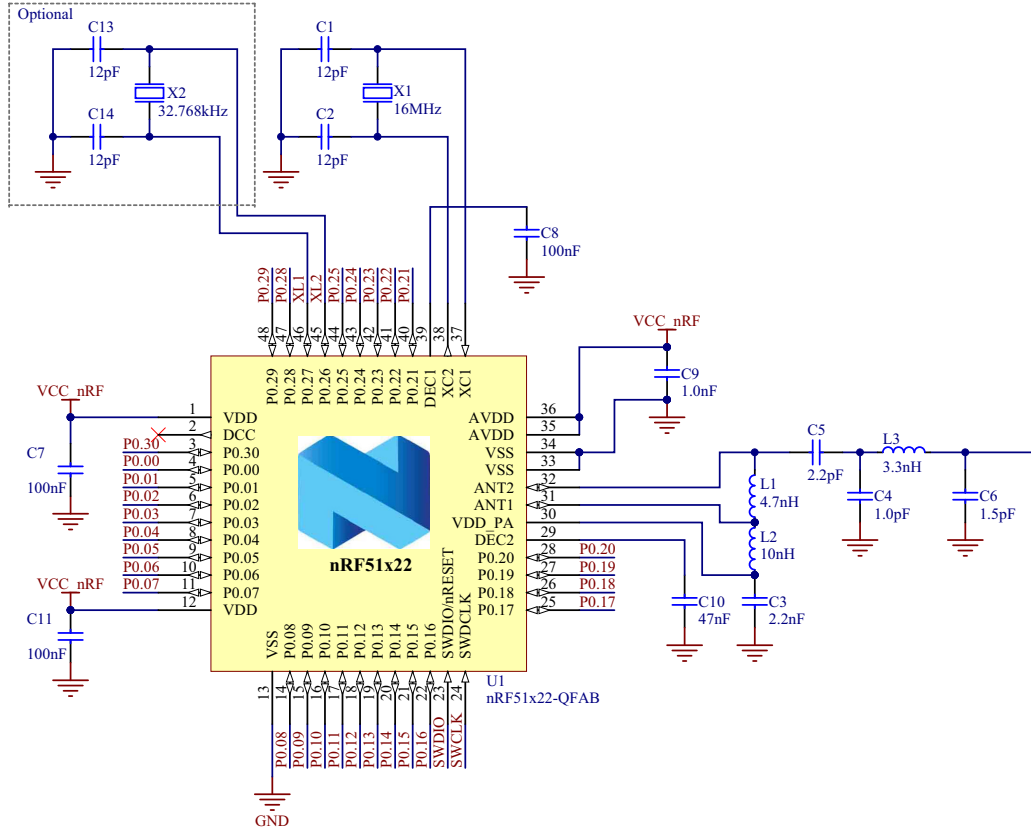 Optional
C13
12pF
X2
32.768kHz
C14
12pF
C1
12pF
X1
16MHz
C2
12pF
C8
100nF
P0.29
P0.28
XL1
XL2
P0.25
P0.24
P0.23
P0.22
P0.21
48
47
46
45
44
43
42
41
40
39
38
37
P0.29
P0.28
P0.27
P0.26
P0.25
P0.24
P0.23
P0.22
P0.21
DEC1
XC2
XC1
VCC_nRF
C7
100nF
VCC_nRF
C11
100nF
P0.30
P0.00
P0.01
P0.02
P0.03
P0.04
P0.05
P0.06
P0.07
1 VDD
2 DCC
3 P0.30
4 P0.00
5 P0.01
6 P0.02
7 P0.03
8 P0.04
9 P0.05
10 P0.06
11 P0.07
12 VDD
nRF51x22
AVDD 36
AVDD 35
VSS 34
VSS 33
ANT2 32
ANT1 31
VDD_PA 30
DEC2 29
P0.20 28 P0.20
P0.19 27 P0.19
P0.18 26 P0.18
P0.17 25 P0.17
VCC_nRF
C9
1.0nF
C5
2.2pF
L3
3.3nH
L1
4.7nH
C4
1.0pF
C6
1.5pF
L2
10nH
C10
47nF
C3
2.2nF
VSS
P0.08
P0.09
P0.10
P0.11
P0.12
P0.13
P0.14
P0.15
P0.16
SWDIO/nRESET
SWDCLK
13
14
15
16
17
18
19
20
21
22
23
24
U1
nRF51x22-QFAB
P0.08
P0.09
P0.10
P0.11
P0.12
P0.13
P0.14
P0.15
P0.16
SWDIO
SWCLK
GND